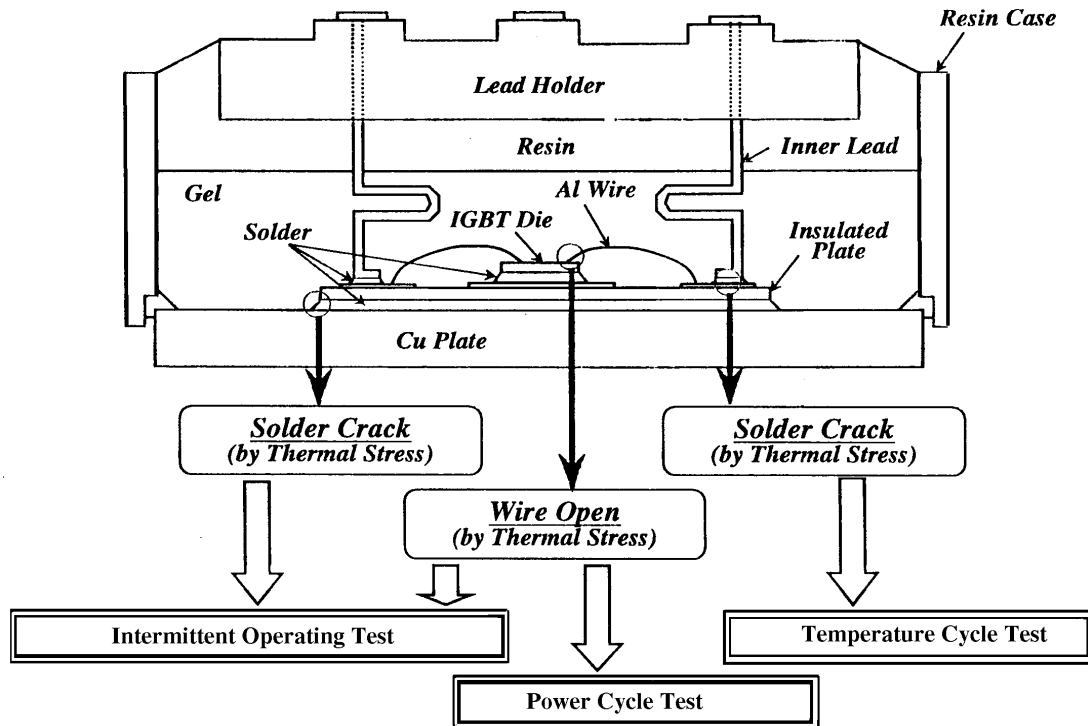 Resin Case
Lead Holder
Resin
Inner Lead
Gel
Al Wire
IGBT Die
Solder
Insulated
Plate
Cu Plate
Solder Crack
(by Thermal Stress)
Solder Crack
(by Thermal Stress)
Wire Open
(by Thermal Stress)
Intermittent Operating Test
Temperature Cycle Test
Power Cycle Test